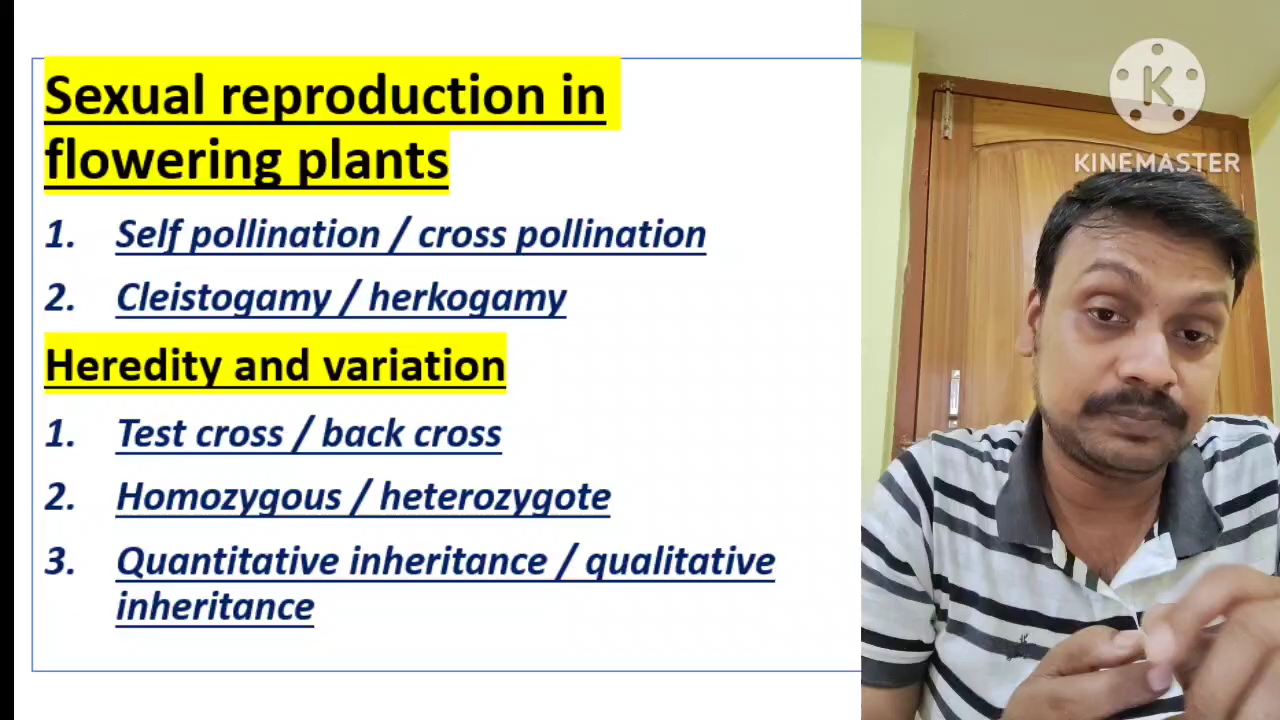 Sexual reproduction in
flowering plants
1. Self pollination / cross pollination
2. Cleistogamy / herkogamy
Heredity and variation
1. Test cross / back cross
2. Homozygous / heterozygote
3. Quantitative inheritance / qualitative
inheritance
K
KINEMASTER